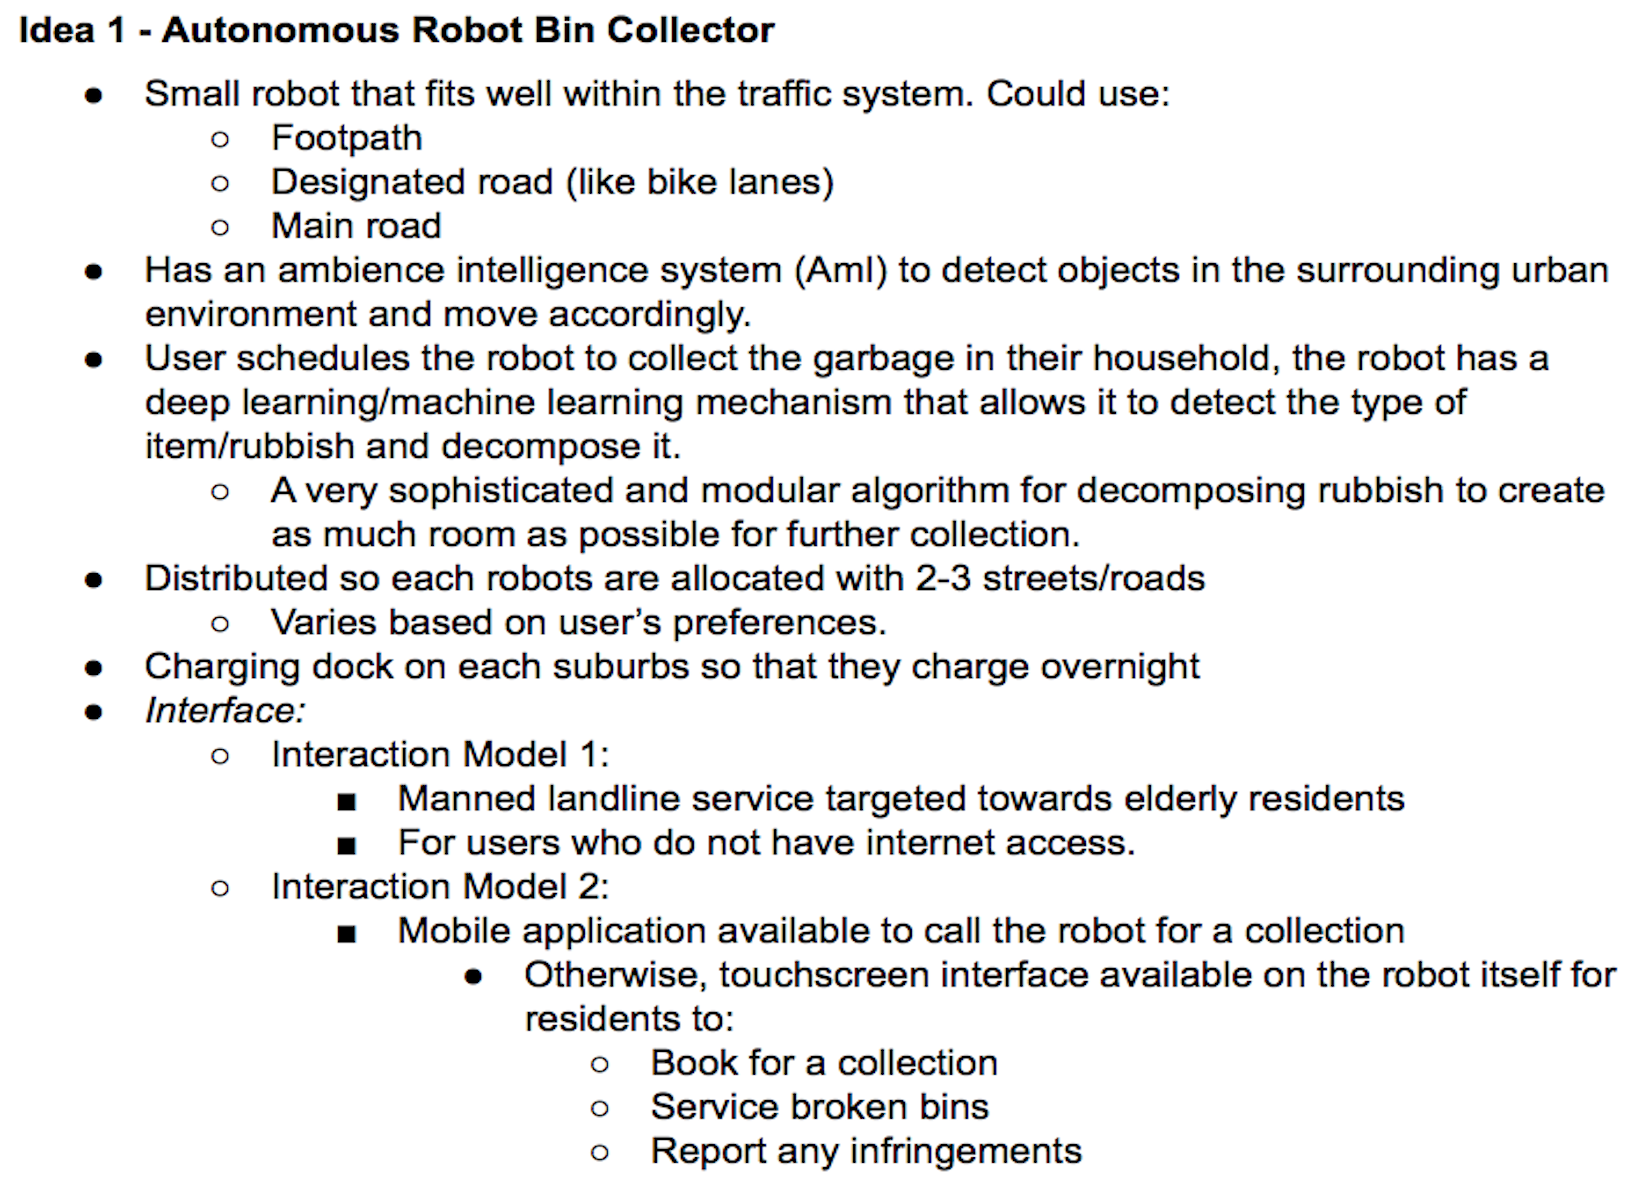 Idea 1 - Autonomous Robot Bin Collector
● Small robot that fits well within the traffic system. Could use:
○ Footpath
○ Designated road (like bike lanes)
○ Main road
● Has an ambience intelligence system (AmI) to detect objects in the surrounding urban
environment and move accordingly.
● User schedules the robot to collect the garbage in their household, the robot has a
deep learning/machine learning mechanism that allows it to detect the type of
item/rubbish and decompose it.
○ A very sophisticated and modular algorithm for decomposing rubbish to create
as much room as possible for further collection.
● Distributed so each robots are allocated with 2-3 streets/roads
○ Varies based on user’s preferences.
● Charging dock on each suburbs so that they charge overnight
● Interface:
○ Interaction Model 1:
■ Manned landline service targeted towards elderly residents
■ For users who do not have internet access.
○ Interaction Model 2:
■ Mobile application available to call the robot for a collection
● Otherwise, touchscreen interface available on the robot itself for
residents to:
○ Book for a collection
○ Service broken bins
○ Report any infringements